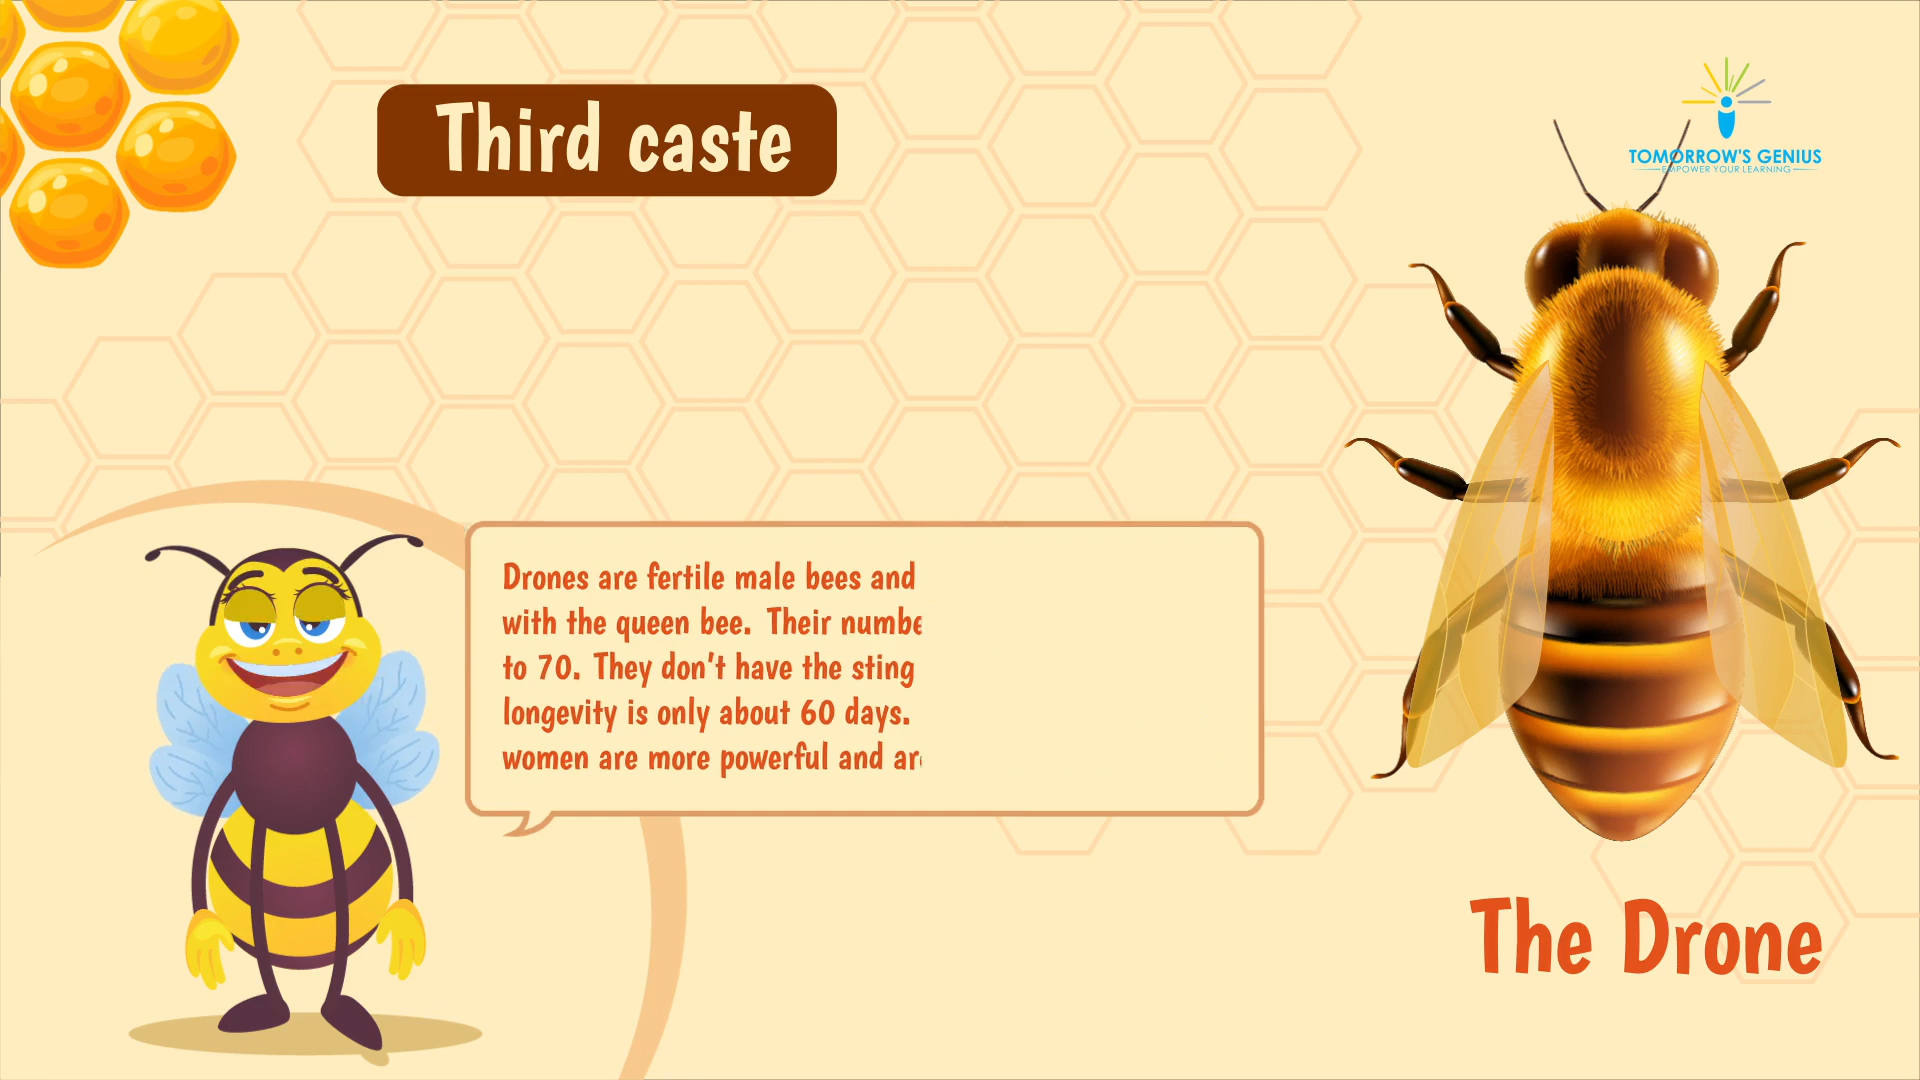 Third caste
TOMORROW'S GENIUS
EMPOWER YOUR LEARNING
Drones are fertile male bees and
with the queen bee. Their numbe
to 70. They don't have the sting
longevity is only about 60 days.
women are more powerful and
The Drone